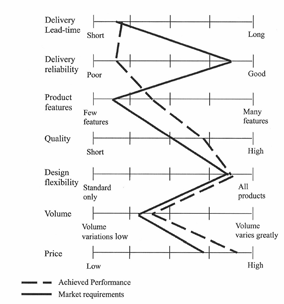 Delivery
Lead-time
Short
Long
Delivery
reliability
Poor
Good
Product
features
Few
features
Many
features
Quality
Short
High
Design
flexibility
Standard
only
All
products
Volume
Volume
variations low
Volume
varies greatly
Price
Low
High
Achieved Performance
Market requirements